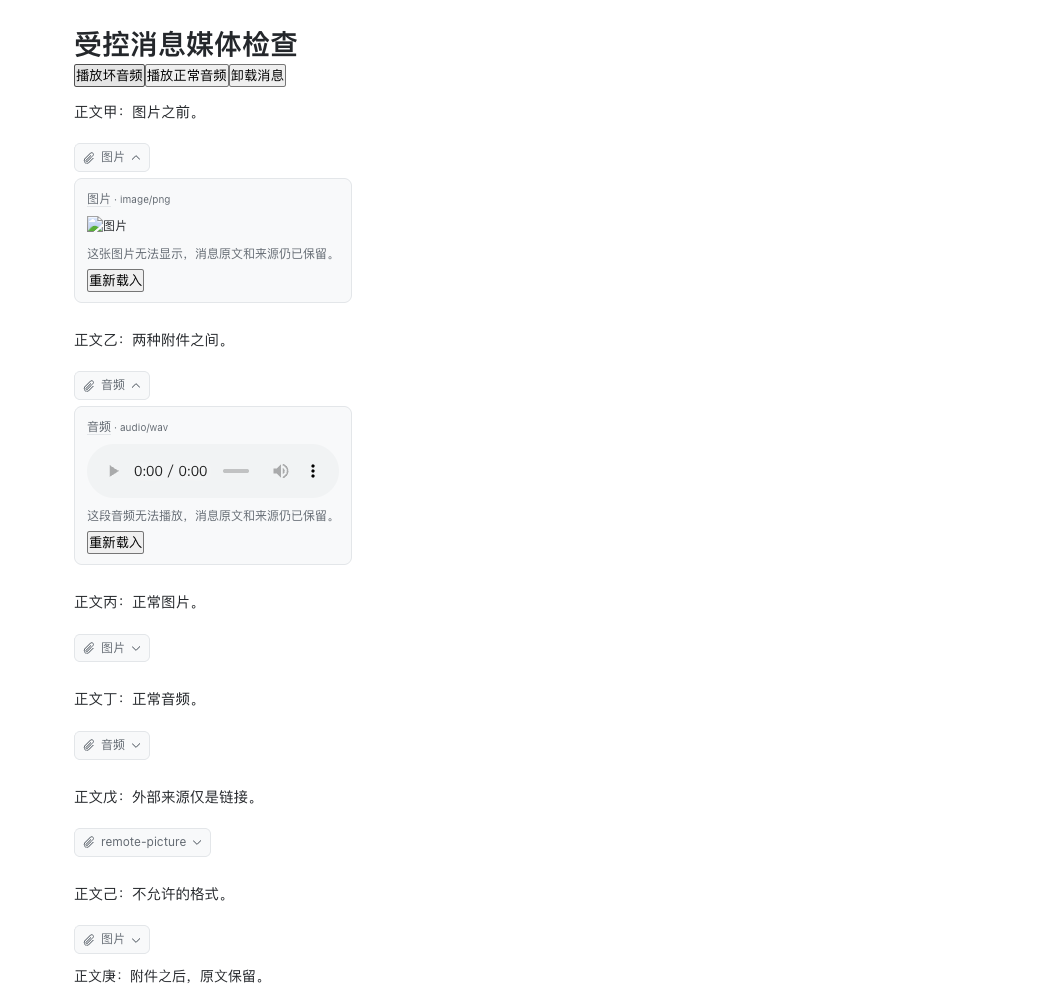 受控消息媒体检查
播放坏音频 播放正常音频 卸载消息
正文甲：图片之前。
图片
图片 · image/png
图片
这张图片无法显示，消息原文和来源仍已保留。
重新载入
正文乙：两种附件之间。
音频
音频 · audio/wav
0:00 / 0:00
这段音频无法播放，消息原文和来源仍已保留。
重新载入
正文丙：正常图片。
图片
正文丁：正常音频。
音频
正文戊：外部来源仅是链接。
remote-picture
正文己：不允许的格式。
图片
正文庚：附件之后，原文保留。